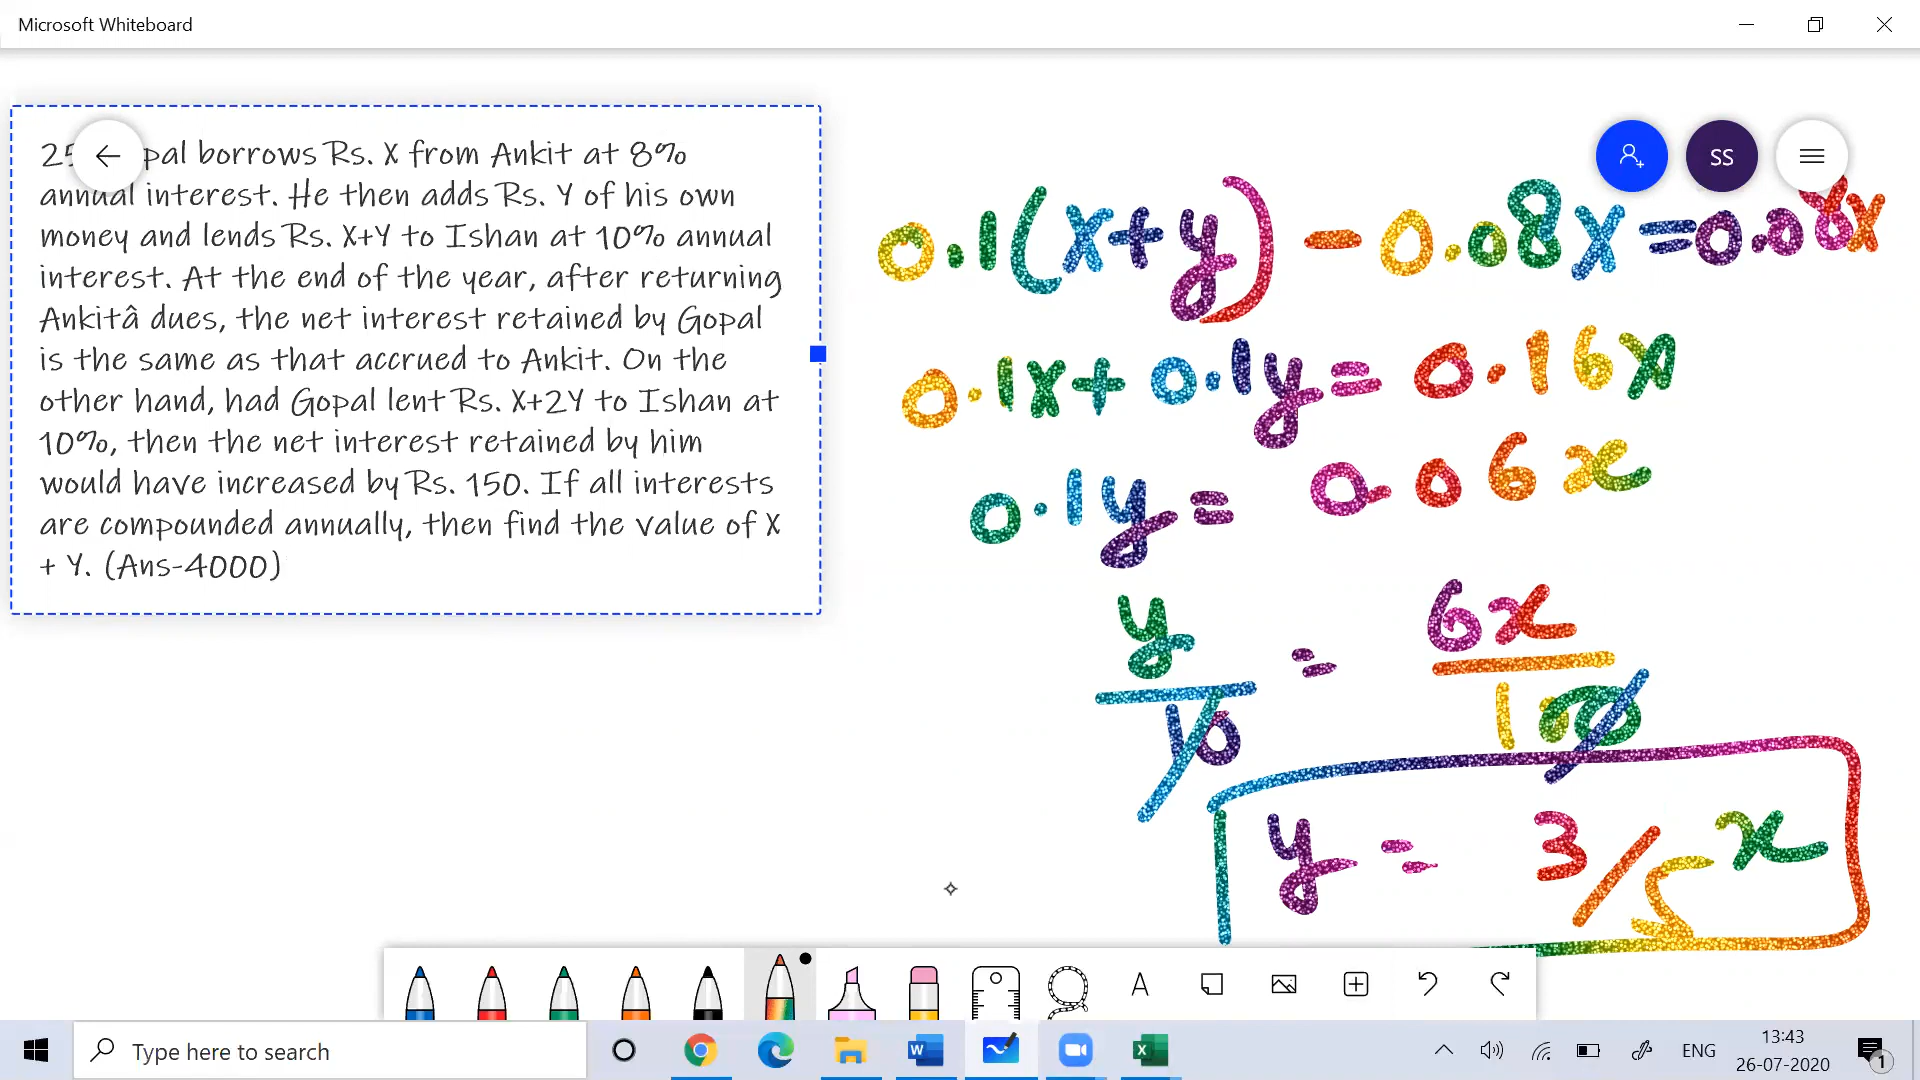 Microsoft Whiteboard
25 pal borrows Rs. X from Ankit at 8%
annual interest. He then adds Rs. Y of his own
money and lends Rs. X+Y to Ishan at 10% annual
interest. At the end of the year, after returning
Ankitâ dues, the net interest retained by Gopal
is the same as that accrued to Ankit. On the
other hand, had Gopal lent Rs. X+2Y to Ishan at
10%, then the net interest retained by him
would have increased by Rs. 150. If all interests
are compounded annually, then find the value of X
+ Y. (Ans-4000)
SS
0.1(x+y) - 0.08x = 0.08x
0.1x + 0.1y = 0.16x
0.1y = 0.06x
y/10 = 6x/100
y = 3/5 x
Type here to search
ENG
13:43
26-07-2020
1